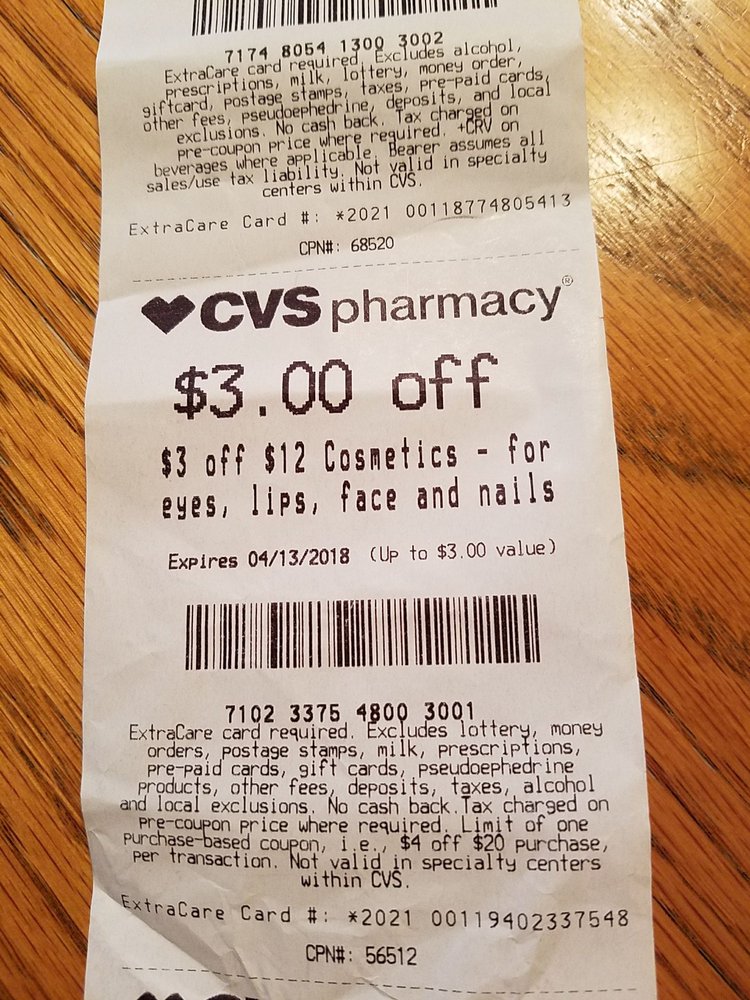 7174 8054 1300 3002
ExtraCare card required. Excludes alcohol,
prescriptions, milk, lottery, money order,
giftcard, postage stamps, taxes, pre-paid cards,
other fees, pseudoephedrine, deposits, and local
exclusions. No cash back. Tax charged on
pre-coupon price where required. +CRV on
beverages where applicable. Bearer assumes all
sales/use tax liability. Not valid in specialty
centers within CVS.
ExtraCare Card #: *2021 00118774805413
CPN#: 68520
CVS pharmacy®
$3.00 off
$3 off $12 Cosmetics - for
eyes, lips, face and nails
Expires 04/13/2018 (Up to $3.00 value)
7102 3375 4800 3001
ExtraCare card required. Excludes lottery, money
orders, postage stamps, milk, prescriptions,
pre-paid cards, gift cards, pseudoephedrine
products, other fees, deposits, taxes, alcohol
and local exclusions. No cash back.Tax charged on
pre-coupon price where required. Limit of one
purchase-based coupon, i.e., $4 off $20 purchase,
per transaction. Not valid in specialty centers
within CVS.
ExtraCare Card #: *2021 00119402337548
CPN#: 56512